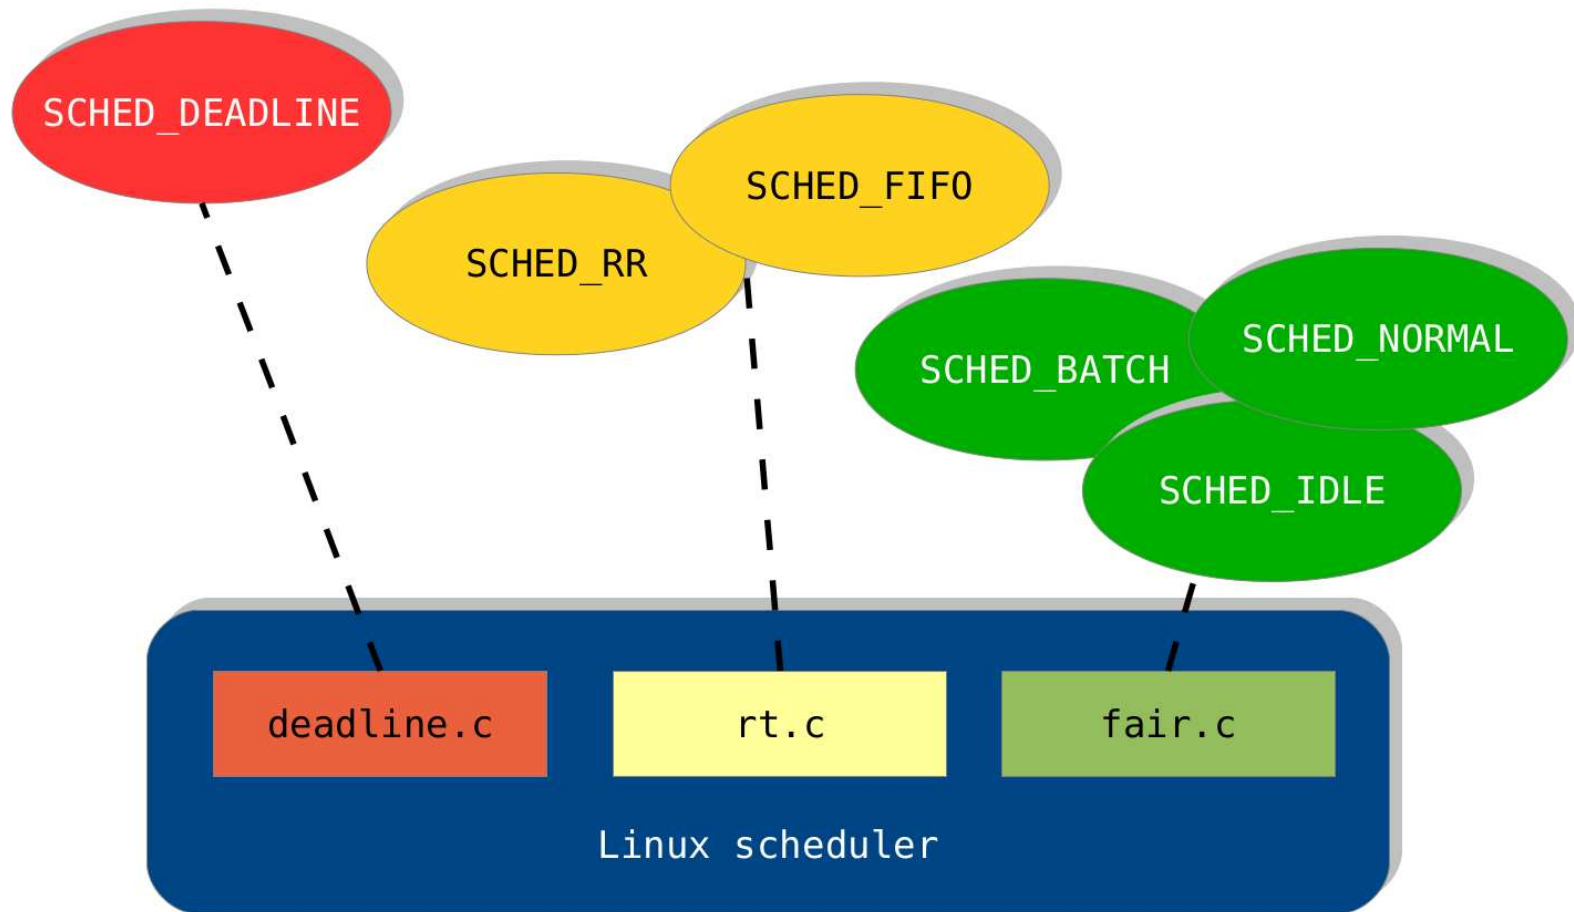 SCHED_DEADLINE
SCHED_FIFO
SCHED_RR
SCHED_NORMAL
SCHED_BATCH
SCHED_IDLE
deadline.c
rt.c
fair.c
Linux scheduler